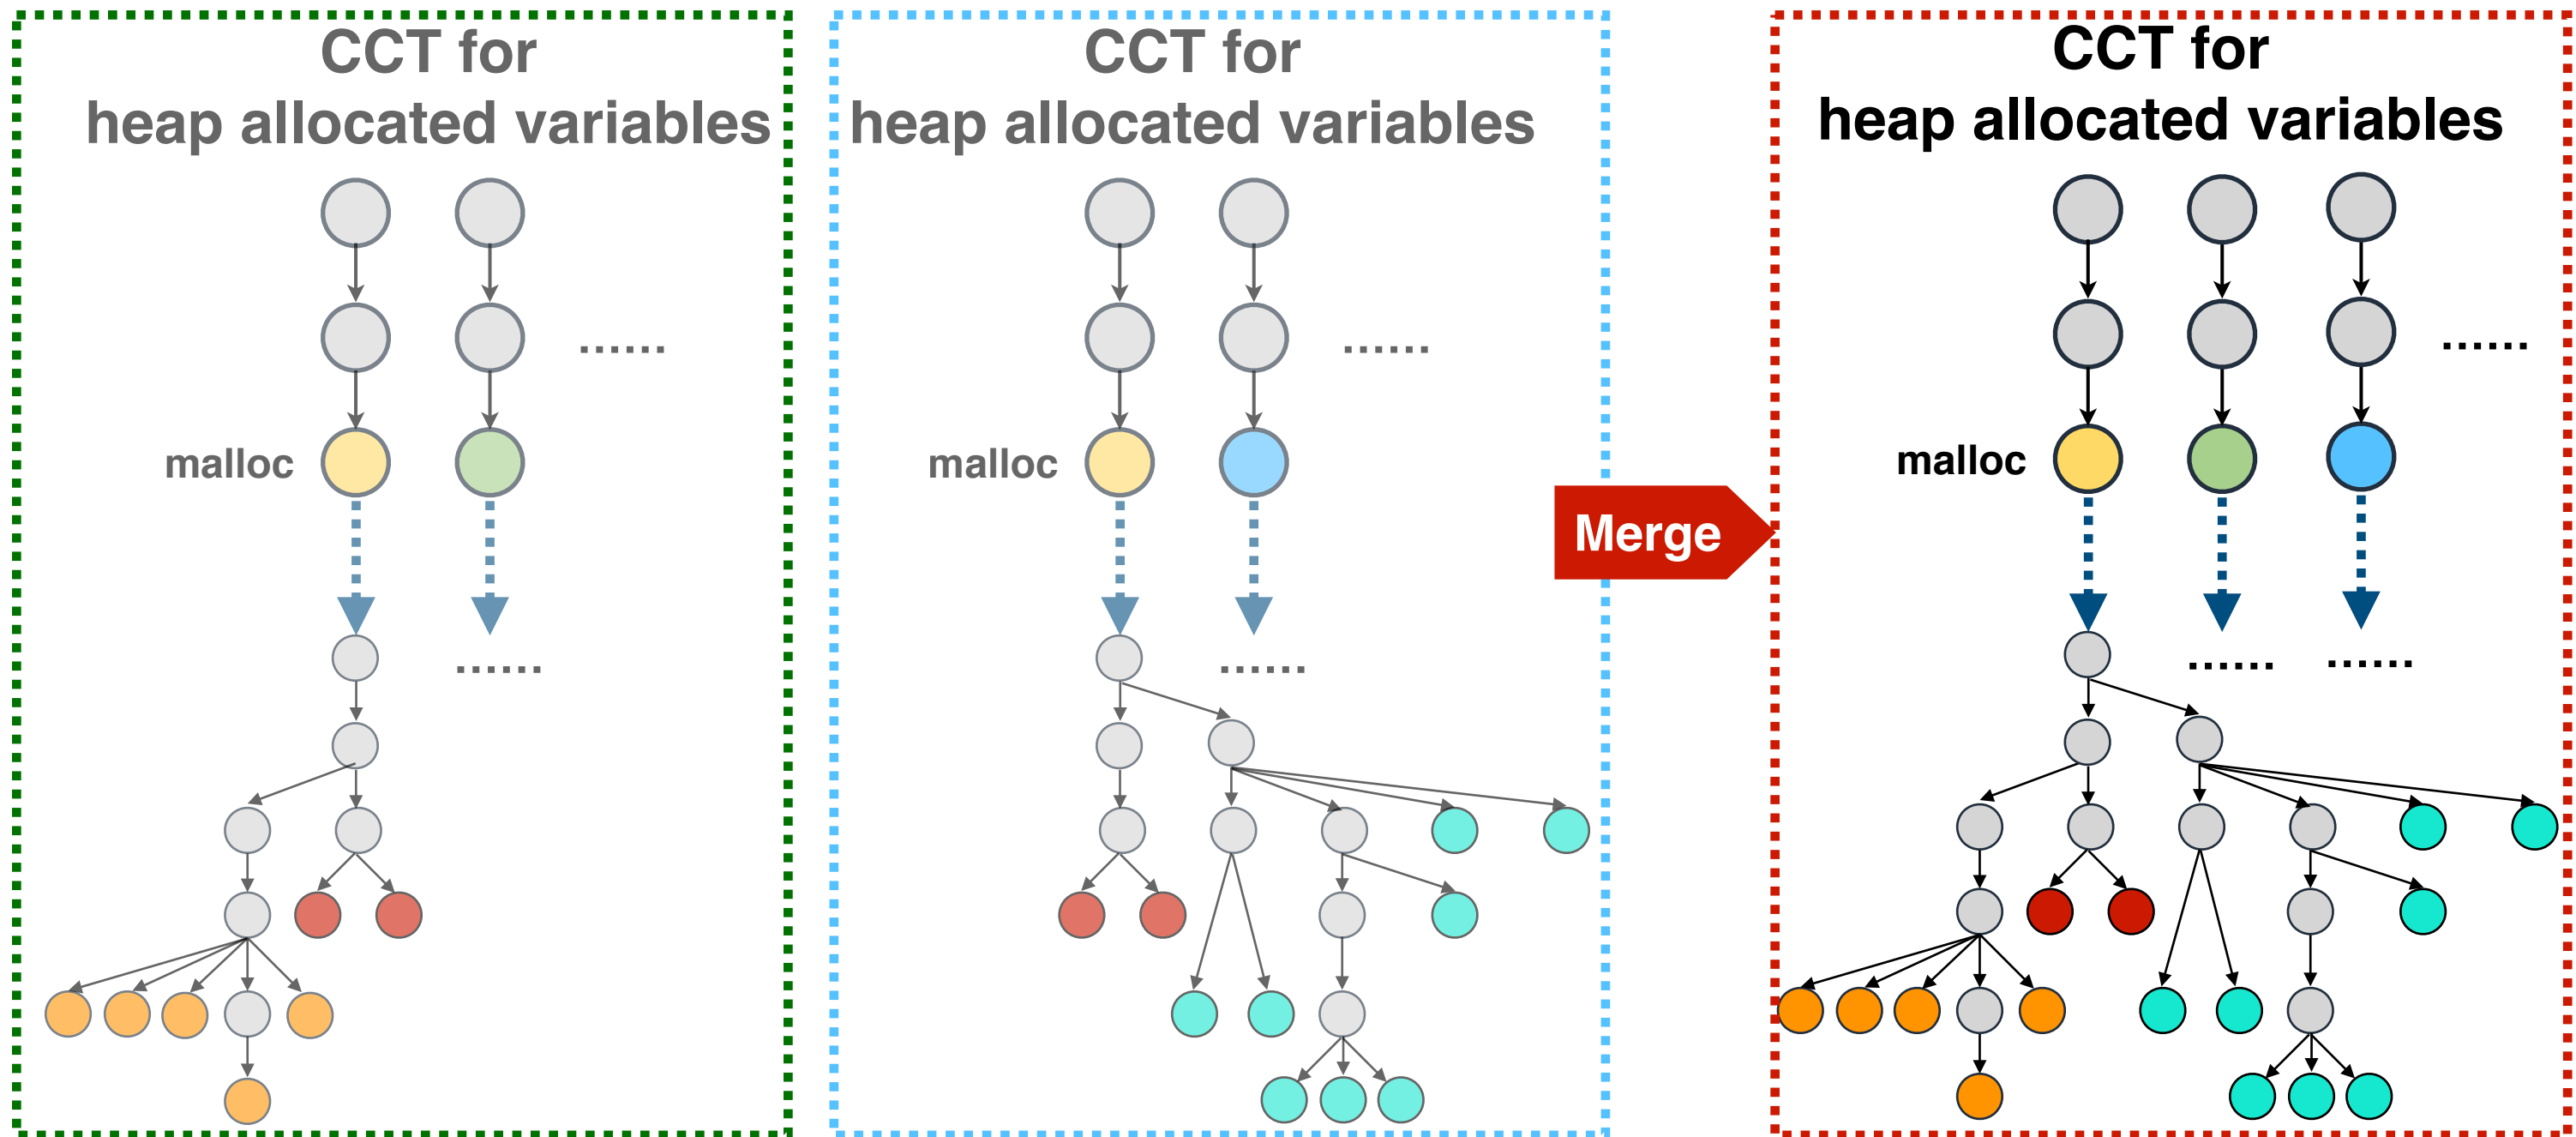 CCT for
heap allocated variables
......
malloc
......
CCT for
heap allocated variables
......
malloc
......
Merge
CCT for
heap allocated variables
......
malloc
...... ......